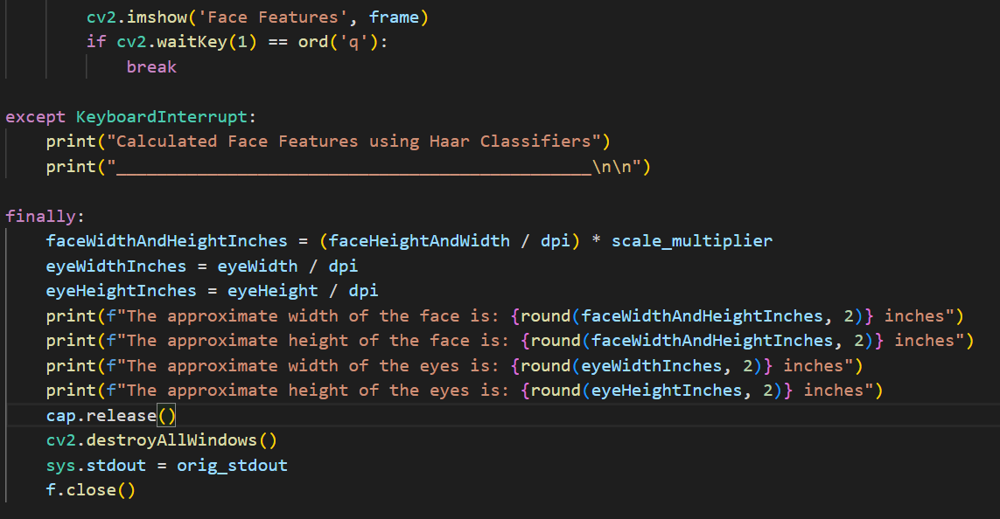 cv2.imshow('Face Features', frame)
        if cv2.waitKey(1) == ord('q'):
            break

except KeyboardInterrupt:
    print("Calculated Face Features using Haar Classifiers")
    print("_______________________________________________\n\n")

finally:
    faceWidthAndHeightInches = (faceHeightAndWidth / dpi) * scale_multiplier
    eyeWidthInches = eyeWidth / dpi
    eyeHeightInches = eyeHeight / dpi
    print(f"The approximate width of the face is: {round(faceWidthAndHeightInches, 2)} inches")
    print(f"The approximate height of the face is: {round(faceWidthAndHeightInches, 2)} inches")
    print(f"The approximate width of the eyes is: {round(eyeWidthInches, 2)} inches")
    print(f"The approximate height of the eyes is: {round(eyeHeightInches, 2)} inches")
    cap.release()
    cv2.destroyAllWindows()
    sys.stdout = orig_stdout
    f.close()